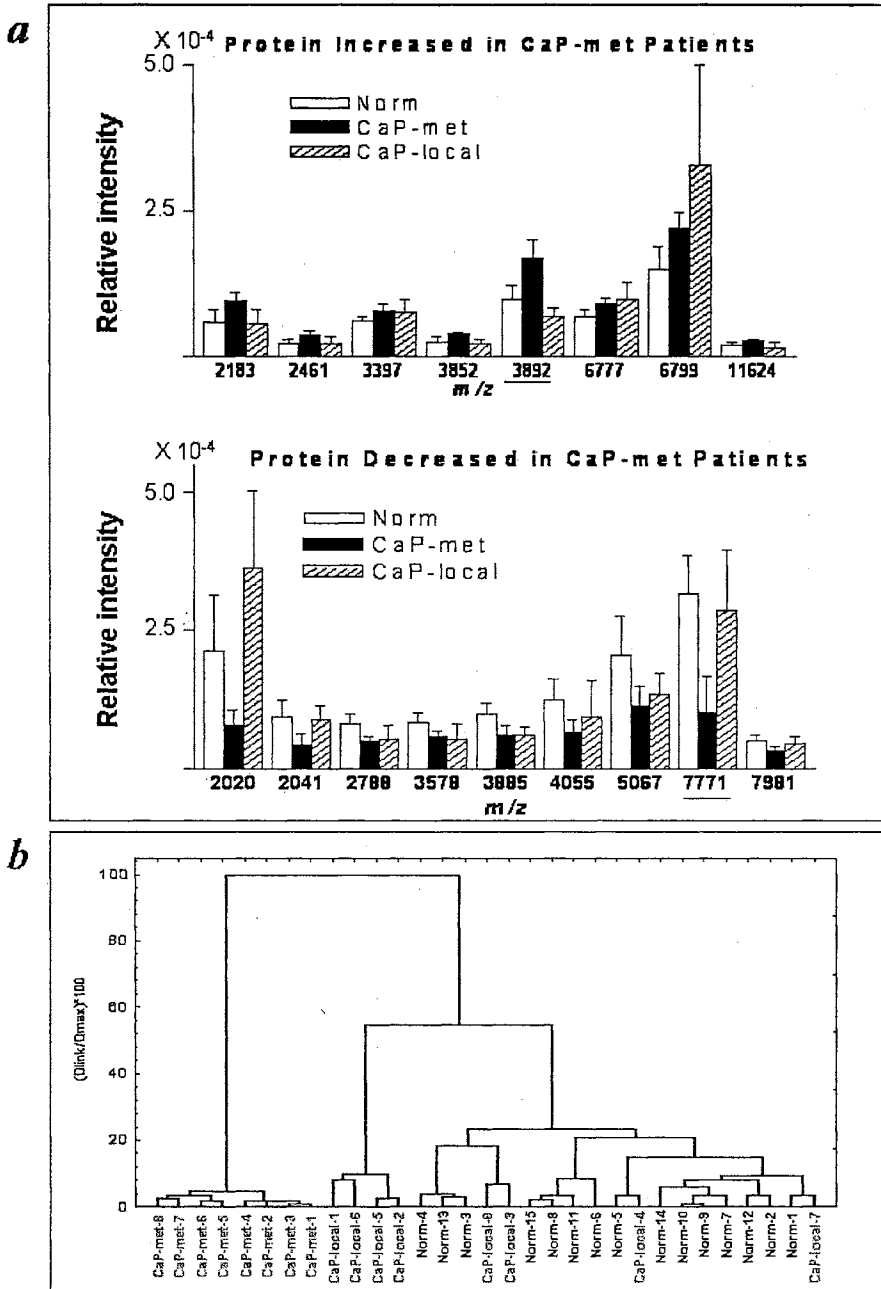 a
X 10-4 Protein Increased in CaP-met Patients
5.0
2.5
Relative intensity
Norm
CaP-met
CaP-local
2183 2461 3397 3852 3892 6777 6799 11624
m/z
X 10-4 Protein Decreased in CaP-met Patients
5.0
2.5
Relative intensity
Norm
CaP-met
CaP-local
2020 2041 2788 3578 3885 4055 5067 7771 7981
m/z
b
100
80
60
40
20
0
(Dlink/Dmax)*100
CaP-met-8
CaP-met-7
CaP-met-6
CaP-met-5
CaP-met-4
CaP-met-2
CaP-met-3
CaP-met-1
CaP-local-1
CaP-local-6
CaP-local-5
CaP-local-2
Norm-4
Norm-13
Norm-3
CaP-local-8
CaP-local-3
Norm-15
Norm-8
Norm-11
Norm-6
Norm-5
CaP-local-4
Norm-14
Norm-10
Norm-9
Norm-7
Norm-12
Norm-2
Norm-1
CaP-local-7